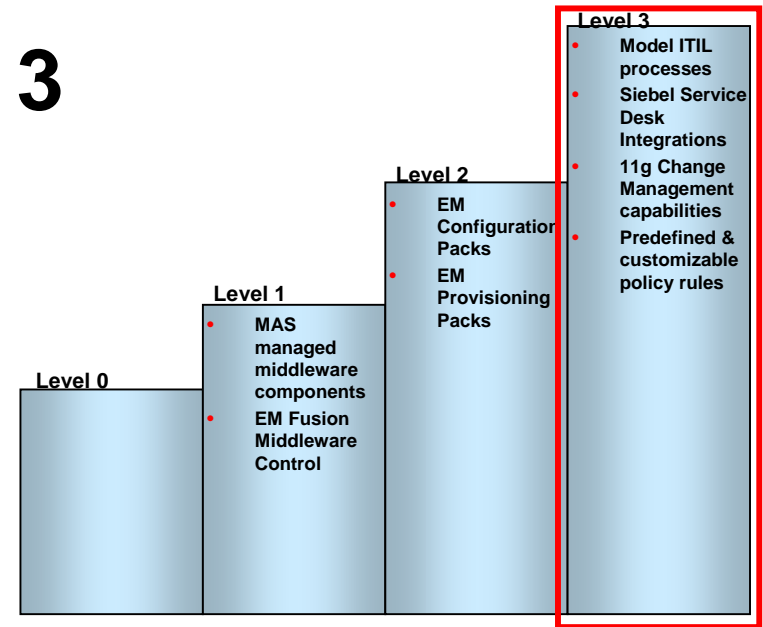 3
Level 0
Level 1
• MAS
managed
middleware
components
• EM Fusion
Middleware
Control
Level 2
• EM
Configuration
Packs
• EM
Provisioning
Packs
Level 3
• Model ITIL
processes
• Siebel Service
Desk
Integrations
• 11g Change
Management
capabilities
• Predefined &
customizable
policy rules